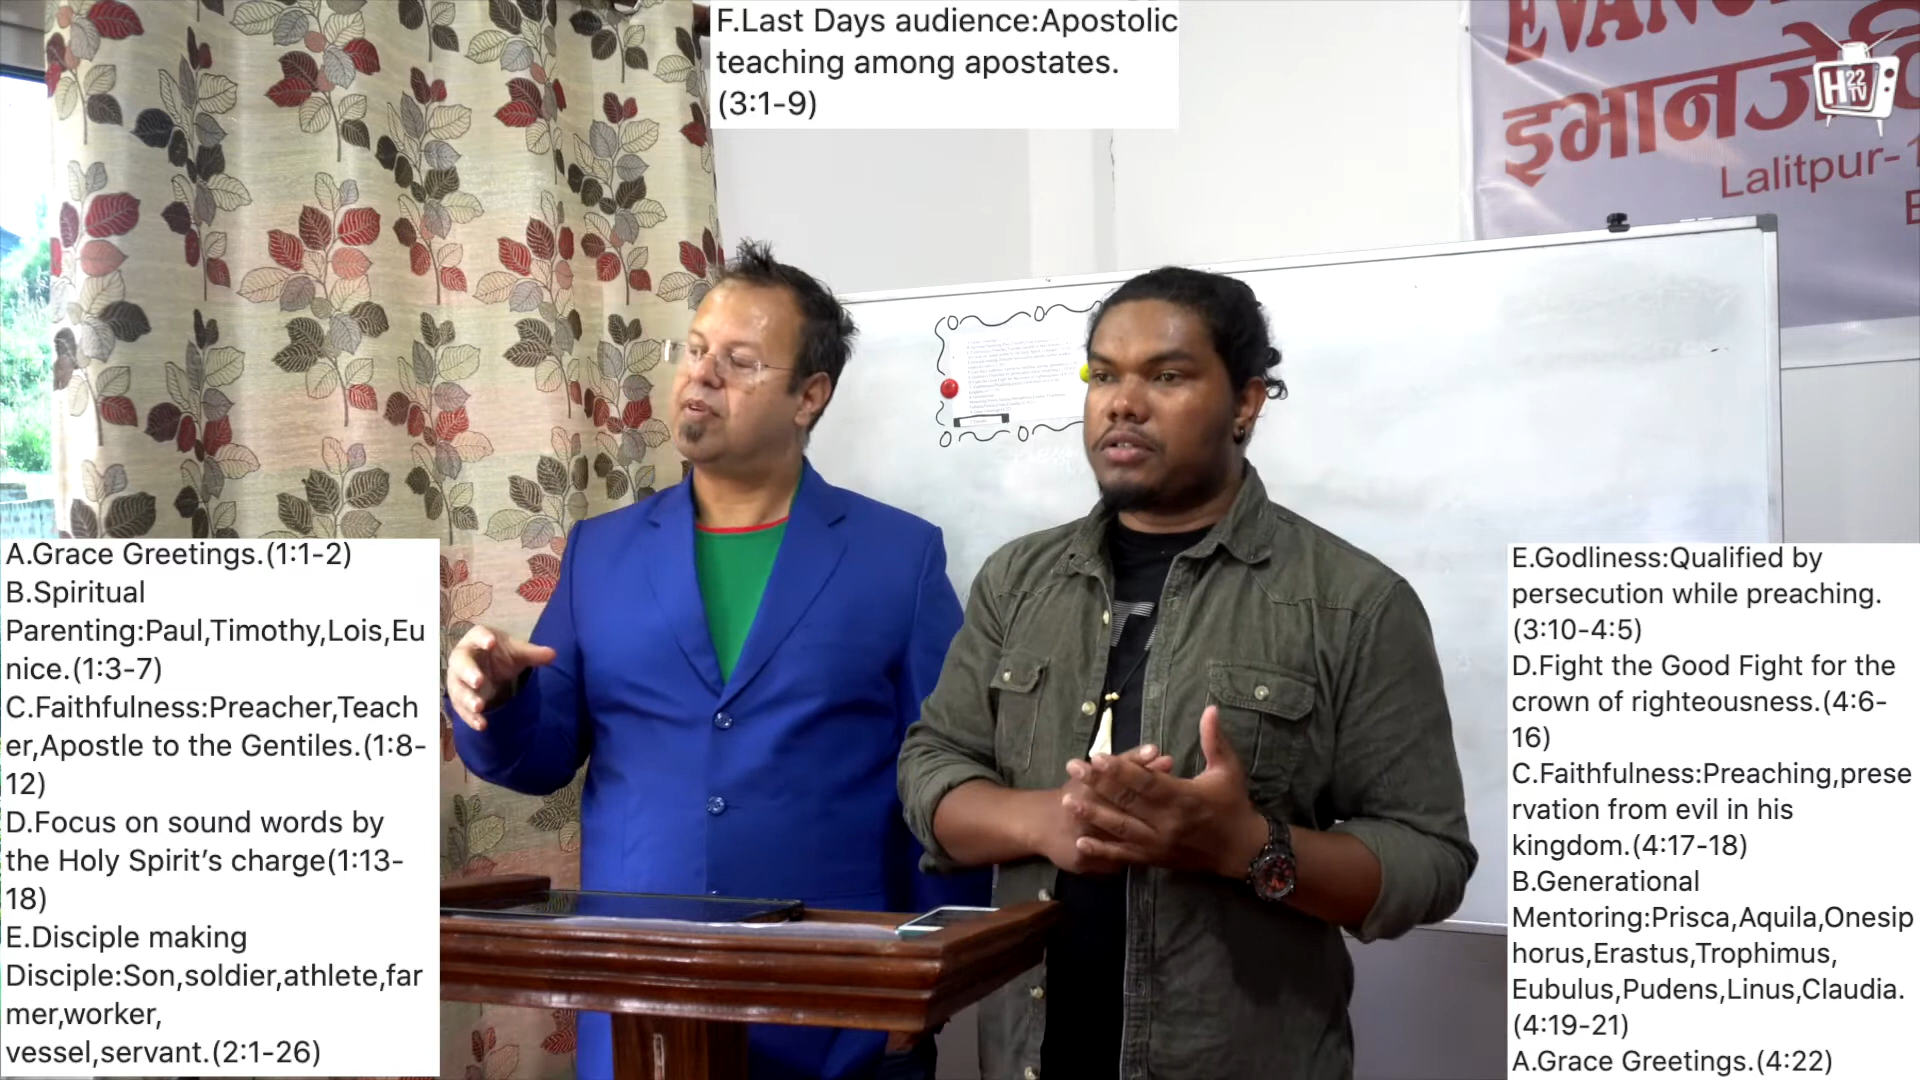 F.Last Days audience:Apostolic
teaching among apostates.
(3:1-9)
इभानजे
Lalitpur-1
H22
TV
A.Grace Greetings.(1:1-2)
B.Spiritual
Parenting:Paul,Timothy,Lois,Eu
nice.(1:3-7)
C.Faithfulness:Preacher,Teach
er,Apostle to the Gentiles.(1:8-
12)
D.Focus on sound words by
the Holy Spirit’s charge(1:13-
18)
E.Disciple making
Disciple:Son,soldier,athlete,far
mer,worker,
vessel,servant.(2:1-26)
E.Godliness:Qualified by
persecution while preaching.
(3:10-4:5)
D.Fight the Good Fight for the
crown of righteousness.(4:6-
16)
C.Faithfulness:Preaching,prese
rvation from evil in his
kingdom.(4:17-18)
B.Generational
Mentoring:Prisca,Aquila,Onesip
horus,Erastus,Trophimus,
Eubulus,Pudens,Linus,Claudia.
(4:19-21)
A.Grace Greetings.(4:22)